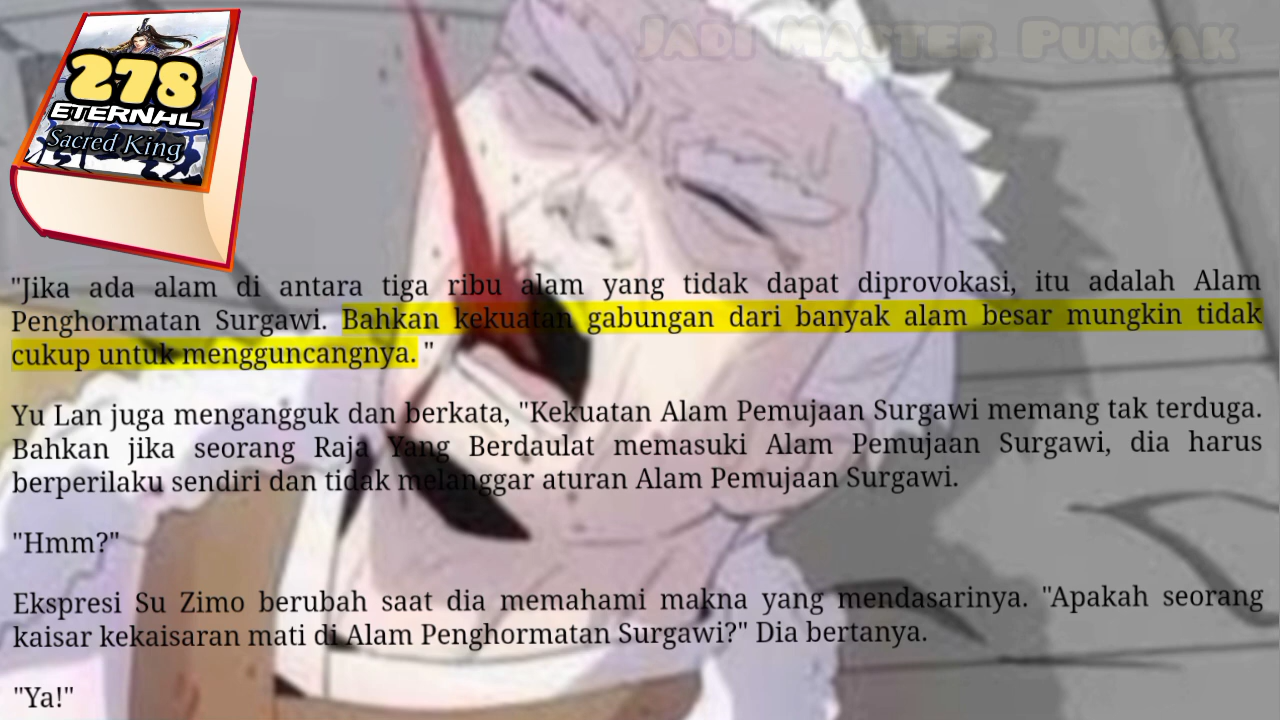 Jadi Master Puncak
278
ETERNAL
Sacred King
"Jika ada alam di antara tiga ribu alam yang tidak dapat diprovokasi, itu adalah Alam
Penghormatan Surgawi. Bahkan kekuatan gabungan dari banyak alam besar mungkin tidak
cukup untuk mengguncangnya. "
Yu Lan juga mengangguk dan berkata, "Kekuatan Alam Pemujaan Surgawi memang tak terduga.
Bahkan jika seorang Raja Yang Berdaulat memasuki Alam Pemujaan Surgawi, dia harus
berperilaku sendiri dan tidak melanggar aturan Alam Pemujaan Surgawi.
"Hmm?"
Ekspresi Su Zimo berubah saat dia memahami makna yang mendasarinya. "Apakah seorang
kaisar kekaisaran mati di Alam Penghormatan Surgawi?" Dia bertanya.
"Ya!"